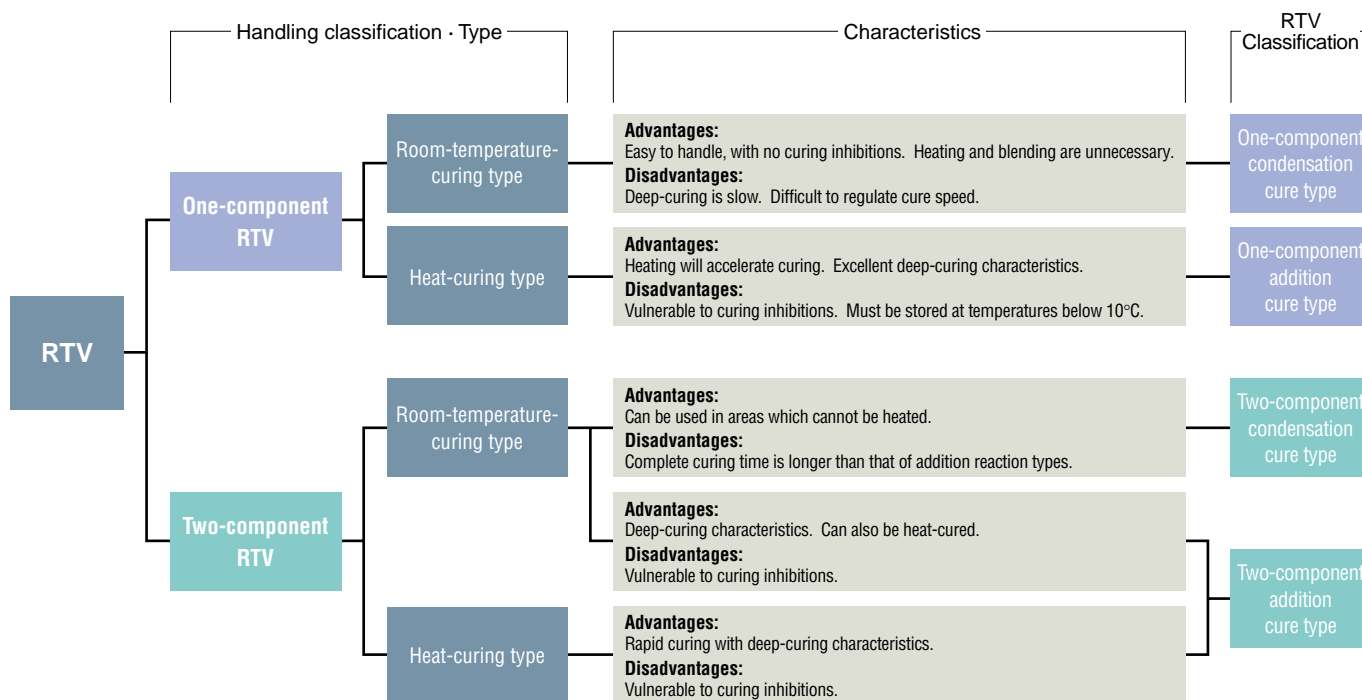 Handling classification · Type
Characteristics
RTV
Classification
RTV
One-component
RTV
Room-temperature-
curing type
Advantages:
Easy to handle, with no curing inhibitions. Heating and blending are unnecessary.
Disadvantages:
Deep-curing is slow. Difficult to regulate cure speed.
One-component
condensation
cure type
Heat-curing type
Advantages:
Heating will accelerate curing. Excellent deep-curing characteristics.
Disadvantages:
Vulnerable to curing inhibitions. Must be stored at temperatures below 10°C.
One-component
addition
cure type
Two-component
RTV
Room-temperature-
curing type
Advantages:
Can be used in areas which cannot be heated.
Disadvantages:
Complete curing time is longer than that of addition reaction types.
Two-component
condensation
cure type
Advantages:
Deep-curing characteristics. Can also be heat-cured.
Disadvantages:
Vulnerable to curing inhibitions.
Heat-curing type
Advantages:
Rapid curing with deep-curing characteristics.
Disadvantages:
Vulnerable to curing inhibitions.
Two-component
addition
cure type